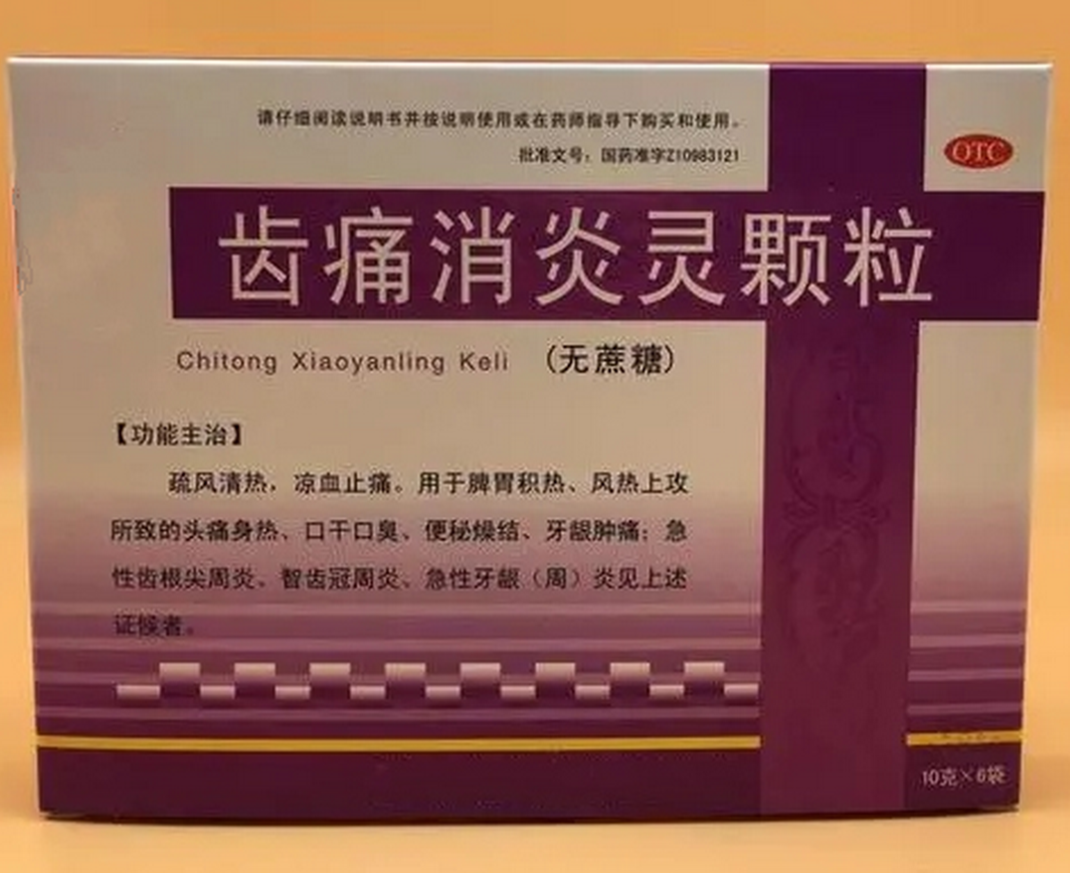 请仔细阅读说明书并按说明使用或在药师指导下购买和使用。
批准文号：国药准字Z10983121
OTC
齿痛消炎灵颗粒
Chitong Xiaoyanling Keli （无蔗糖）
【功能主治】
疏风清热，凉血止痛。用于脾胃积热、风热上攻
所致的头痛身热、口干口臭、便秘燥结、牙龈肿痛；急
性齿根尖周炎、智齿冠周炎、急性牙龈（周）炎见上述
证候者。
10克×6袋